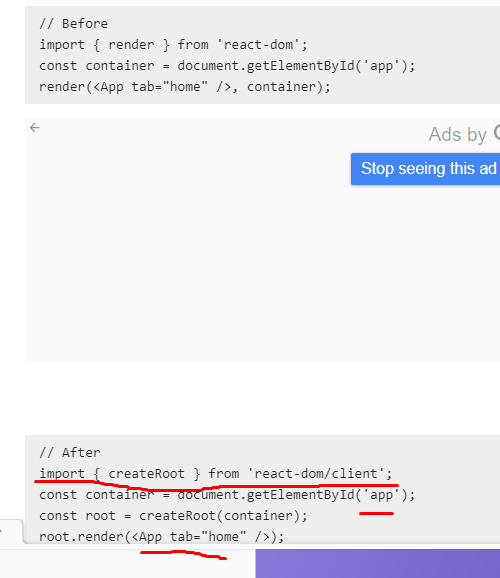 // Before
import { render } from 'react-dom';
const container = document.getElementById('app');
render(<App tab="home" />, container);
Ads by
Stop seeing this ad
// After
import { createRoot } from 'react-dom/client';
const container = document.getElementById('app');
const root = createRoot(container);
root.render(<App tab="home" />);